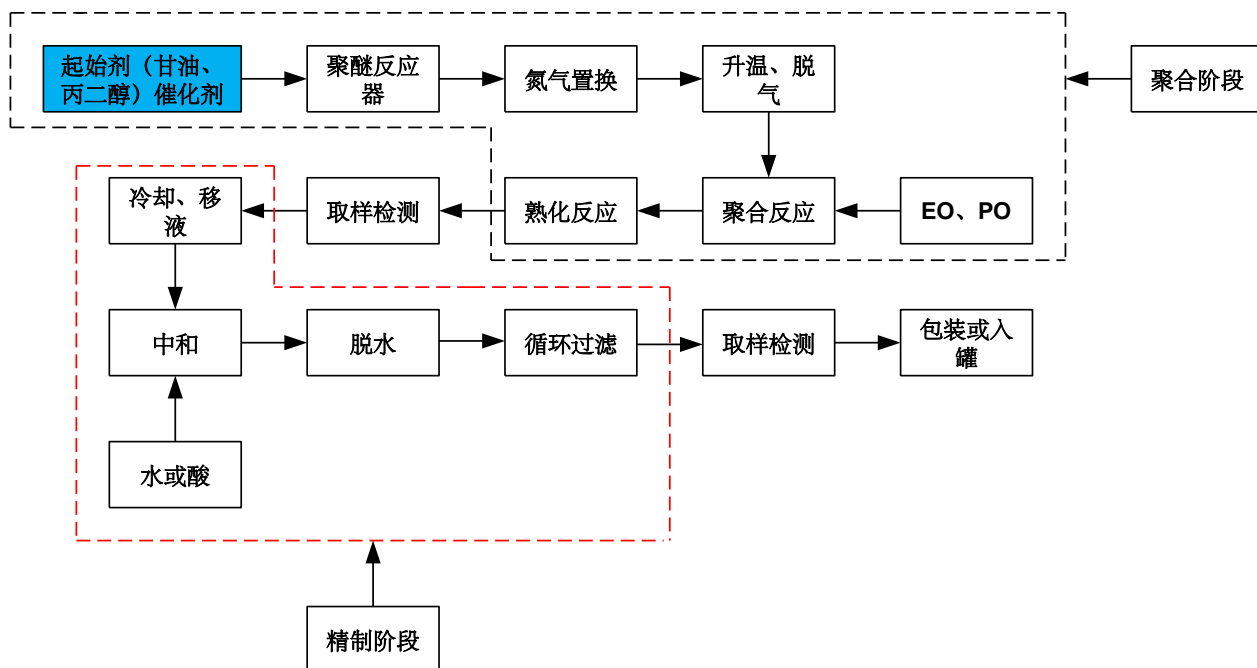 起始剂（甘油、
丙二醇）催化剂
聚醚反应
器
氮气置换
升温、脱
气
聚合阶段
冷却、移
液
取样检测
熟化反应
聚合反应
EO、PO
中和
脱水
循环过滤
取样检测
包装或入
罐
水或酸
精制阶段